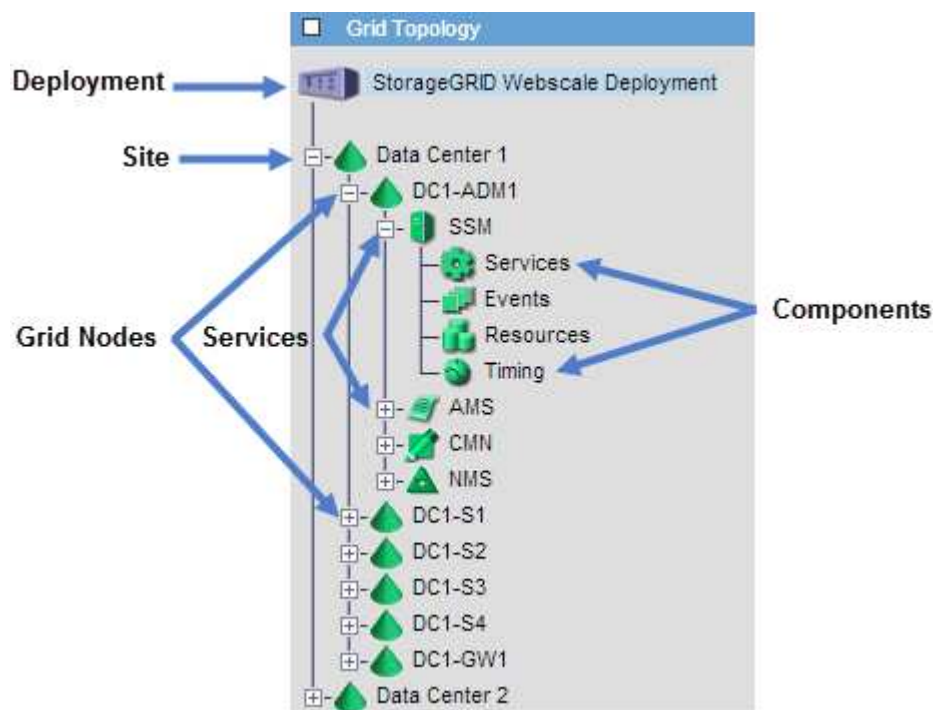 Grid Topology
Deployment
StorageGRID Webscale Deployment
Site
Data Center 1
DC1-ADM1
SSM
Services
Events
Components
Grid Nodes
Services
Resources
Timing
AMS
CMN
NMS
DC1-S1
DC1-S2
DC1-S3
DC1-S4
DC1-GW1
Data Center 2